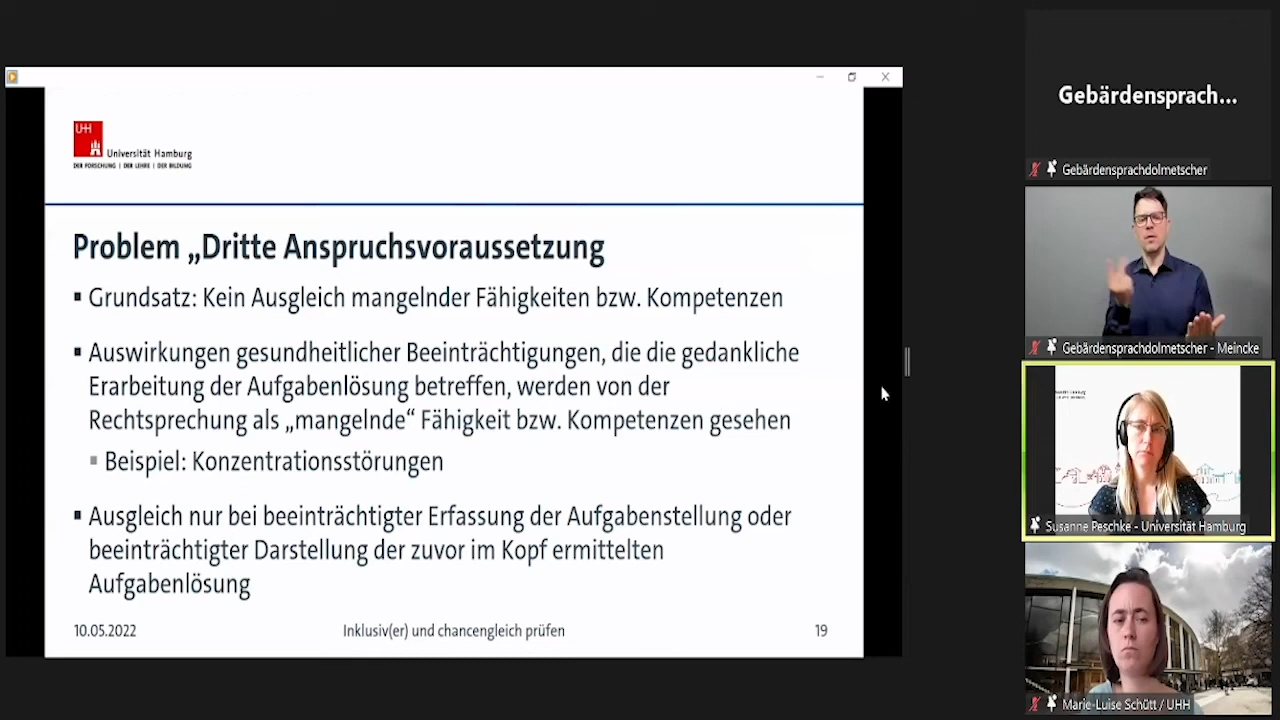 UHH
Universität Hamburg
DER FORSCHUNG | DER LEHRE | DER BILDUNG
Problem „Dritte Anspruchsvoraussetzung
Grundsatz: Kein Ausgleich mangelnder Fähigkeiten bzw. Kompetenzen
Auswirkungen gesundheitlicher Beeinträchtigungen, die die gedankliche
Erarbeitung der Aufgabenlösung betreffen, werden von der
Rechtsprechung als „mangelnde“ Fähigkeit bzw. Kompetenzen gesehen
Beispiel: Konzentrationsstörungen
Ausgleich nur bei beeinträchtigter Erfassung der Aufgabenstellung oder
beeinträchtigter Darstellung der zuvor im Kopf ermittelten
Aufgabenlösung
10.05.2022
Inklusiv(er) und chancengleich prüfen
19
Gebärdensprach...
Gebärdensprachdolmetscher
Gebärdensprachdolmetscher - Meincke
Susanne Peschke - Universität Hamburg
Marie-Luise Schütt / UHH